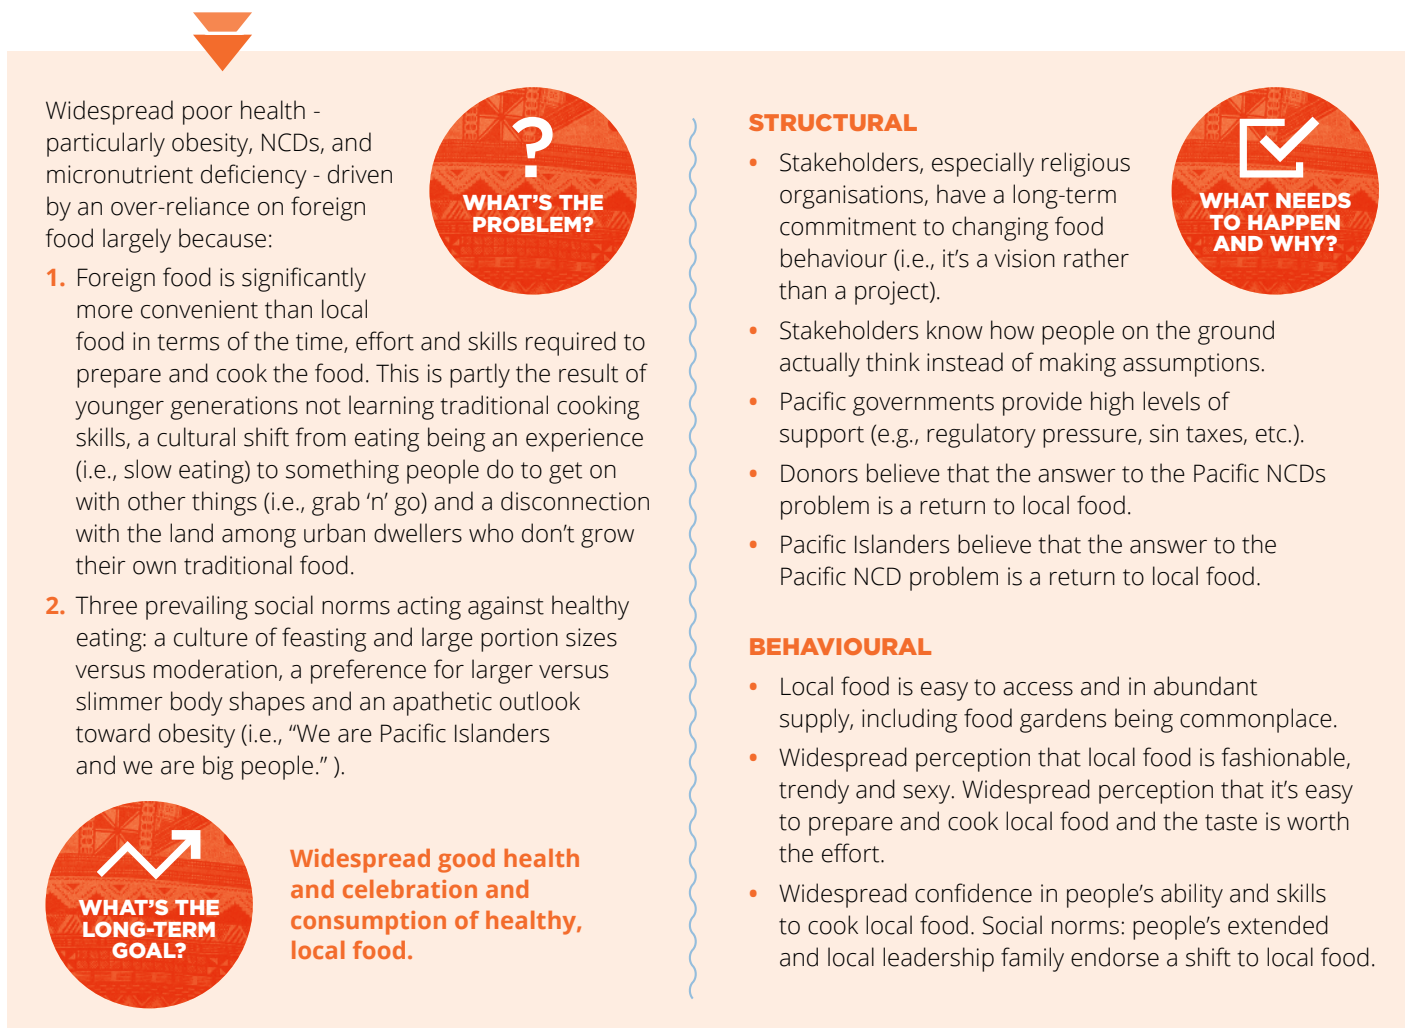 Widespread poor health -
particularly obesity, NCDs, and
micronutrient deficiency - driven
by an over-reliance on foreign
food largely because:
?
WHAT'S THE
PROBLEM?
1. Foreign food is significantly
more convenient than local
food in terms of the time, effort and skills required to
prepare and cook the food. This is partly the result of
younger generations not learning traditional cooking
skills, a cultural shift from eating being an experience
(i.e., slow eating) to something people do to get on
with other things (i.e., grab ‘n’ go) and a disconnection
with the land among urban dwellers who don’t grow
their own traditional food.
2. Three prevailing social norms acting against healthy
eating: a culture of feasting and large portion sizes
versus moderation, a preference for larger versus
slimmer body shapes and an apathetic outlook
toward obesity (i.e., “We are Pacific Islanders
and we are big people.” ).
WHAT'S THE
LONG-TERM
GOAL?
Widespread good health
and celebration and
consumption of healthy,
local food.
WHAT NEEDS
TO HAPPEN
AND WHY?
STRUCTURAL
• Stakeholders, especially religious
organisations, have a long-term
commitment to changing food
behaviour (i.e., it’s a vision rather
than a project).
• Stakeholders know how people on the ground
actually think instead of making assumptions.
• Pacific governments provide high levels of
support (e.g., regulatory pressure, sin taxes, etc.).
• Donors believe that the answer to the Pacific NCDs
problem is a return to local food.
• Pacific Islanders believe that the answer to the
Pacific NCD problem is a return to local food.
BEHAVIOURAL
• Local food is easy to access and in abundant
supply, including food gardens being commonplace.
• Widespread perception that local food is fashionable,
trendy and sexy. Widespread perception that it’s easy
to prepare and cook local food and the taste is worth
the effort.
• Widespread confidence in people’s ability and skills
to cook local food. Social norms: people’s extended
and local leadership family endorse a shift to local food.